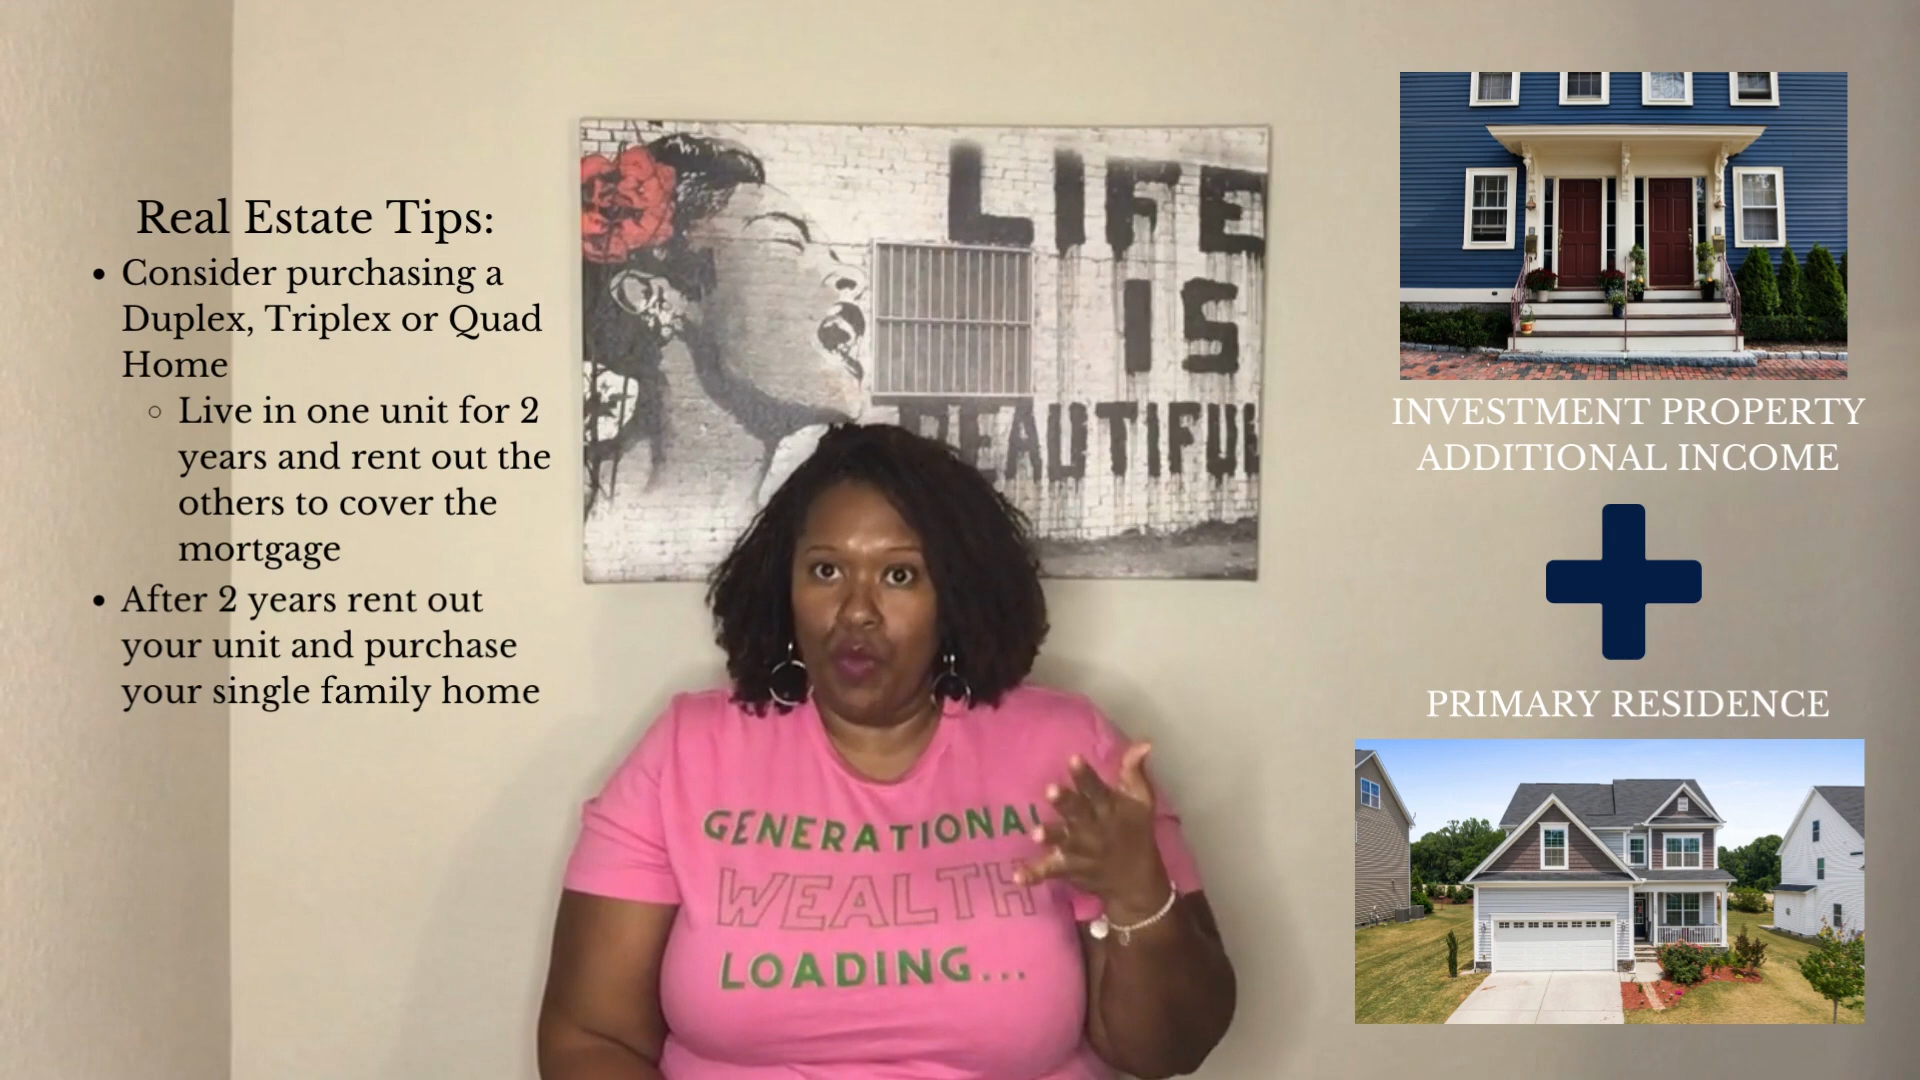 Real Estate Tips:
• Consider purchasing a
Duplex, Triplex or Quad
Home
○ Live in one unit for 2
years and rent out the
others to cover the
mortgage
• After 2 years rent out
your unit and purchase
your single family home
LIFE
IS
BEAUTIFUL
GENERATIONAL
WEALTH
LOADING...
INVESTMENT PROPERTY
ADDITIONAL INCOME
PRIMARY RESIDENCE